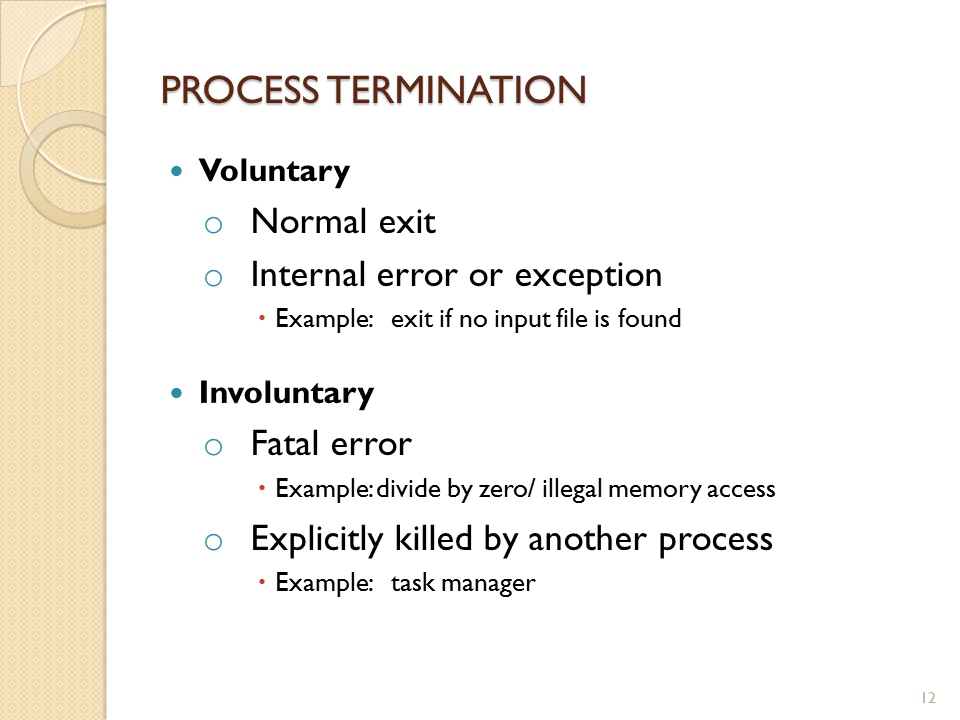 PROCESS TERMINATION
• Voluntary
o Normal exit
o Internal error or exception
▪ Example: exit if no input file is found
• Involuntary
o Fatal error
▪ Example: divide by zero/ illegal memory access
o Explicitly killed by another process
▪ Example: task manager
12